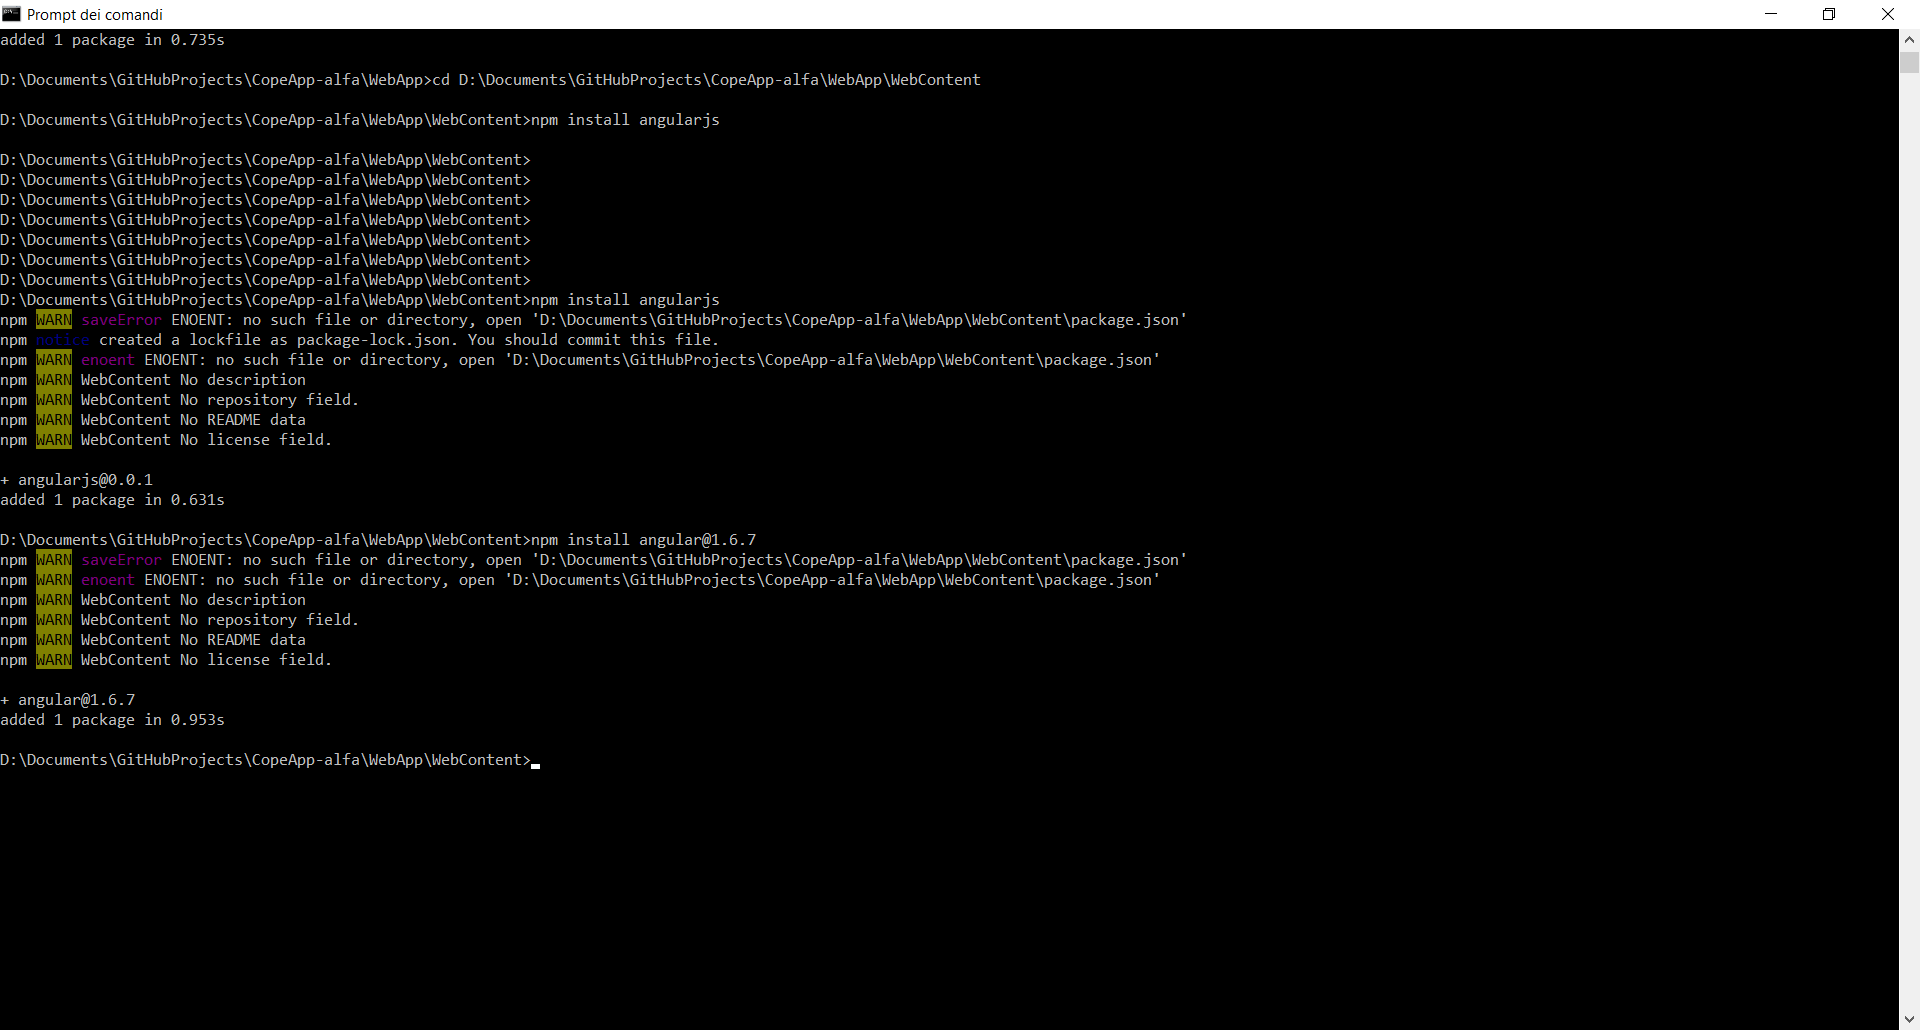 Prompt dei comandi
added 1 package in 0.735s
D:\Documents\GitHubProjects\CopeApp-alfa\WebApp>cd D:\Documents\GitHubProjects\CopeApp-alfa\WebApp\WebContent
D:\Documents\GitHubProjects\CopeApp-alfa\WebApp\WebContent>npm install angularjs
D:\Documents\GitHubProjects\CopeApp-alfa\WebApp\WebContent>
D:\Documents\GitHubProjects\CopeApp-alfa\WebApp\WebContent>
D:\Documents\GitHubProjects\CopeApp-alfa\WebApp\WebContent>
D:\Documents\GitHubProjects\CopeApp-alfa\WebApp\WebContent>
D:\Documents\GitHubProjects\CopeApp-alfa\WebApp\WebContent>
D:\Documents\GitHubProjects\CopeApp-alfa\WebApp\WebContent>
D:\Documents\GitHubProjects\CopeApp-alfa\WebApp\WebContent>
D:\Documents\GitHubProjects\CopeApp-alfa\WebApp\WebContent>npm install angularjs
npm WARN saveError ENOENT: no such file or directory, open 'D:\Documents\GitHubProjects\CopeApp-alfa\WebApp\WebContent\package.json'
npm notice created a lockfile as package-lock.json. You should commit this file.
npm WARN enoent ENOENT: no such file or directory, open 'D:\Documents\GitHubProjects\CopeApp-alfa\WebApp\WebContent\package.json'
npm WARN WebContent No description
npm WARN WebContent No repository field.
npm WARN WebContent No README data
npm WARN WebContent No license field.
+ angularjs@0.0.1
added 1 package in 0.631s
D:\Documents\GitHubProjects\CopeApp-alfa\WebApp\WebContent>npm install angular@1.6.7
npm WARN saveError ENOENT: no such file or directory, open 'D:\Documents\GitHubProjects\CopeApp-alfa\WebApp\WebContent\package.json'
npm WARN enoent ENOENT: no such file or directory, open 'D:\Documents\GitHubProjects\CopeApp-alfa\WebApp\WebContent\package.json'
npm WARN WebContent No description
npm WARN WebContent No repository field.
npm WARN WebContent No README data
npm WARN WebContent No license field.
+ angular@1.6.7
added 1 package in 0.953s
D:\Documents\GitHubProjects\CopeApp-alfa\WebApp\WebContent>